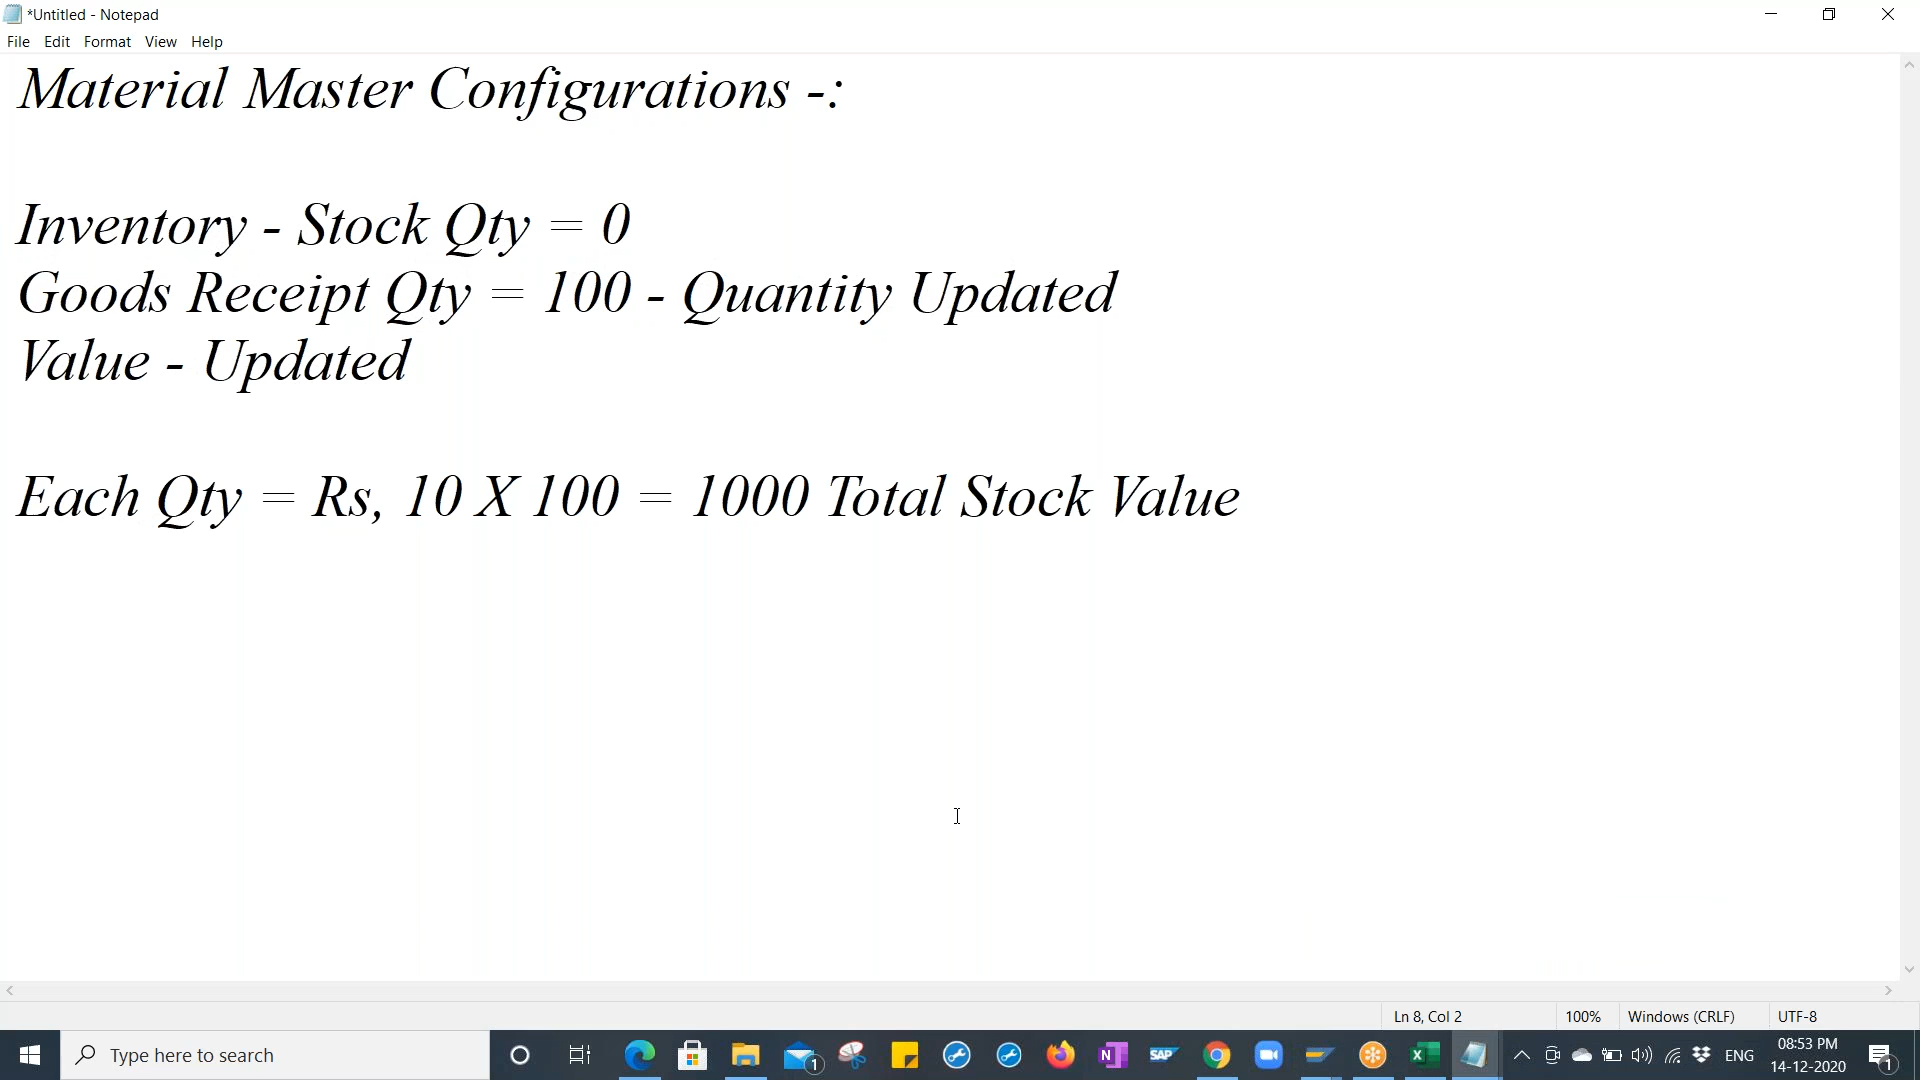 *Untitled - Notepad
File Edit Format View Help
Material Master Configurations -:
Inventory - Stock Qty = 0
Goods Receipt Qty = 100 - Quantity Updated
Value - Updated
Each Qty = Rs, 10 X 100 = 1000 Total Stock Value
Ln 8, Col 2 100% Windows (CRLF) UTF-8
Type here to search 1 N SAP X ENG 08:53 PM 1
14-12-2020